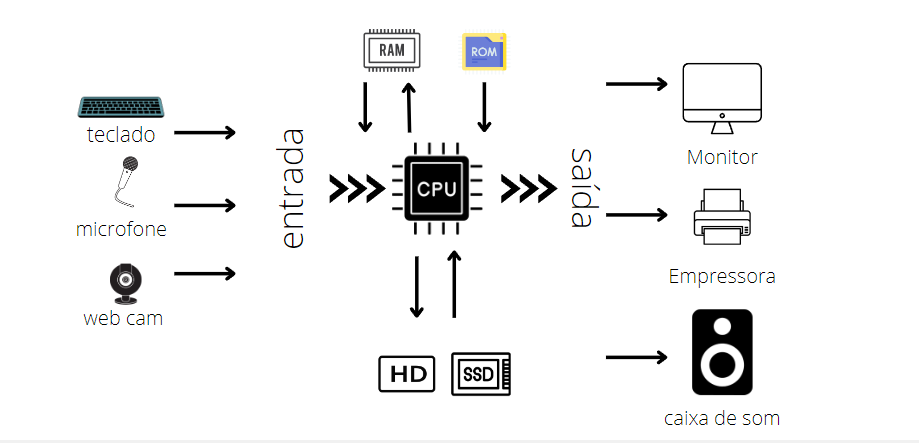 RAM
ROM
teclado
microfone
web cam
entrada
CPU
saída
HD
SSD
Monitor
Empressora
caixa de som